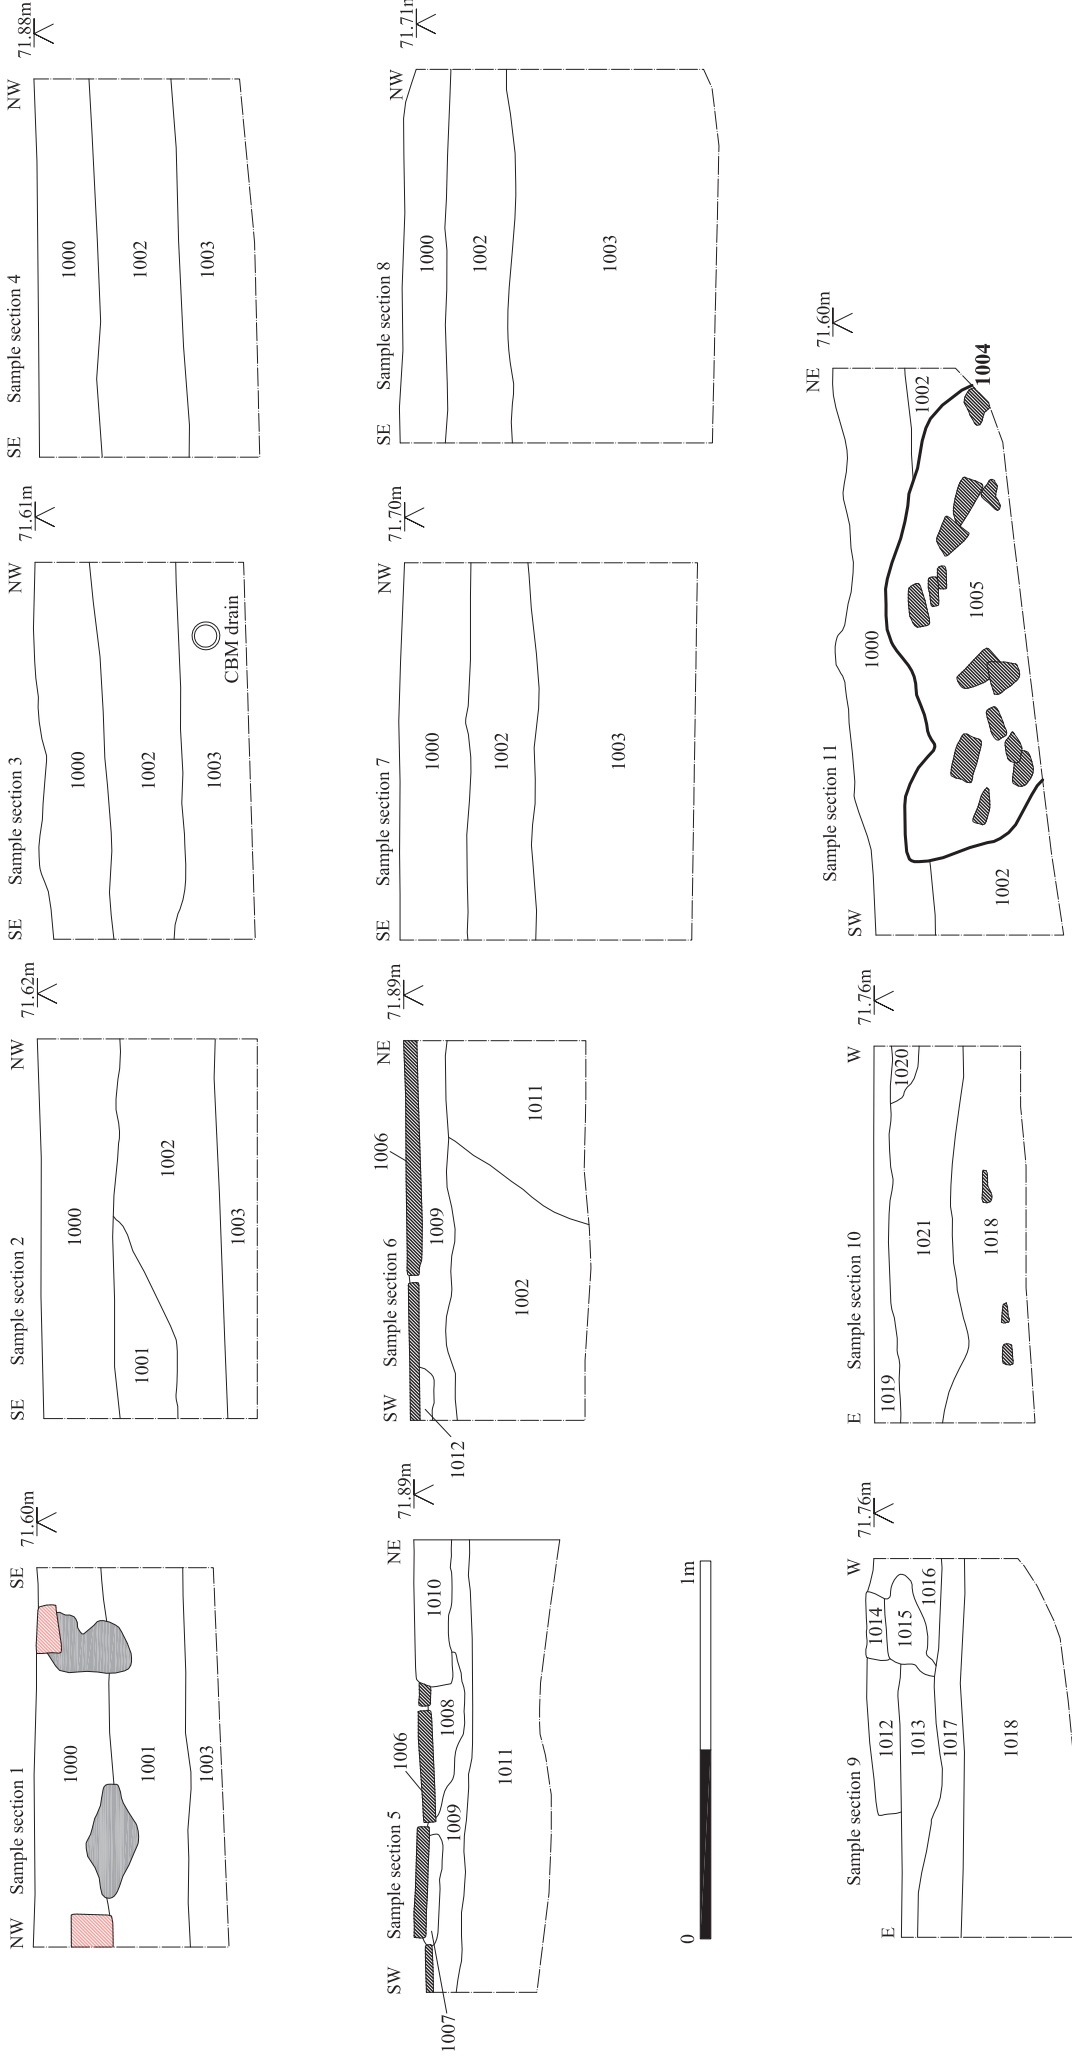 NW Sample section 1 SE
71.60m
1000
1001
1003
SE Sample section 2 NW
71.62m
1000
1001
1002
1003
SE Sample section 3 NW
71.61m
1000
1002
1003
CBM drain
SE Sample section 4 NW
71.88m
1000
1002
1003
SW Sample section 5 NE
71.89m
1006
1010
1008
1009
1007
1011
SW Sample section 6 NE
71.89m
1006
1009
1012
1002
1011
SE Sample section 7 NW
71.70m
1000
1002
1003
SE Sample section 8 NW
71.71m
1000
1002
1003
0 1m
E Sample section 9 W
71.76m
1012
1014
1015
1016
1013
1017
1018
E Sample section 10 W
71.76m
1019
1020
1021
1018
SW Sample section 11 NE
71.60m
1000
1002
1005
1002
1004